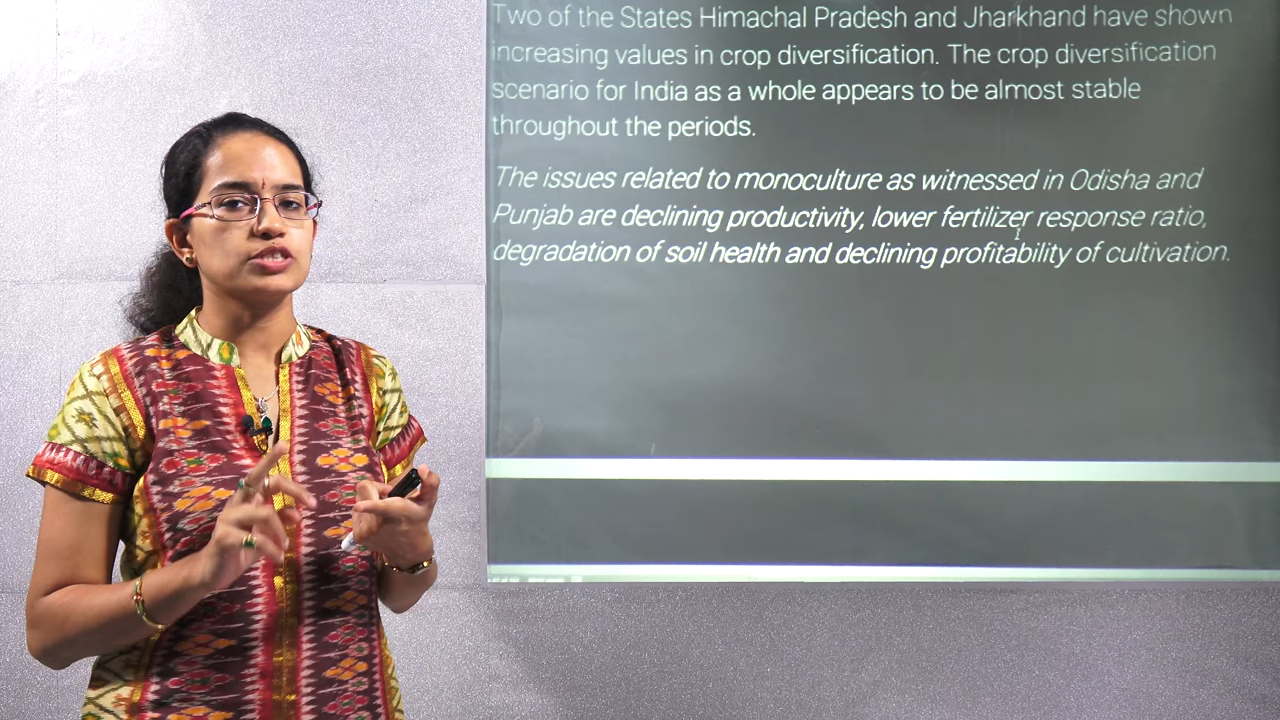 Two of the States Himachal Pradesh and Jharkhand have shown
increasing values in crop diversification. The crop diversification
scenario for India as a whole appears to be almost stable
throughout the periods.
The issues related to monoculture as witnessed in Odisha and
Punjab are declining productivity, lower fertilizer response ratio,
degradation of soil health and declining profitability of cultivation.